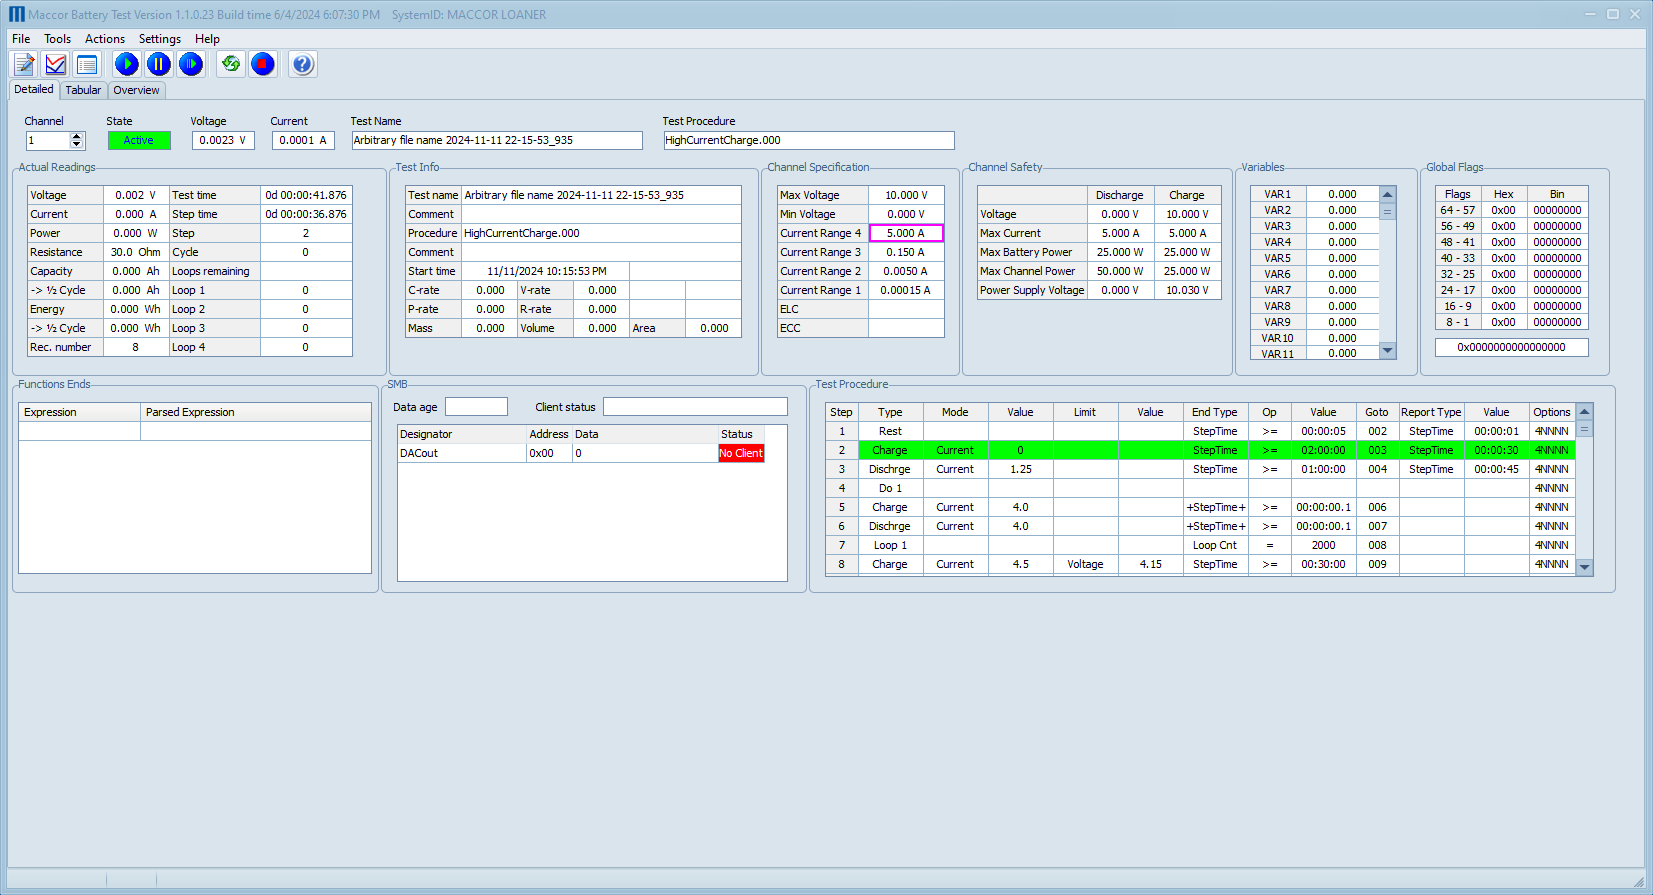 Maccor Battery Test Version 1.1.0.23 Build time 6/4/2024 6:07:30 PM SystemID: MACCOR LOANER
File Tools Actions Settings Help
Detailed Tabular Overview
Channel State Voltage Current Test Name Test Procedure
1 Active 0.0023 V 0.0001 A Arbitrary file name 2024-11-11 22-15-53_935 HighCurrentCharge.000
Actual Readings
Voltage 0.002 V Test time 0d 00:00:41.876
Current 0.000 A Step time 0d 00:00:36.876
Power 0.000 W Step 2
Resistance 30.0 Ohm Cycle 0
Capacity 0.000 Ah Loops remaining
-> ½ Cycle 0.000 Ah Loop 1 0
Energy 0.000 Wh Loop 2 0
-> ½ Cycle 0.000 Wh Loop 3 0
Rec. number 8 Loop 4 0
Test Info
Test name Arbitrary file name 2024-11-11 22-15-53_935
Comment
Procedure HighCurrentCharge.000
Comment
Start time 11/11/2024 10:15:53 PM
C-rate 0.000 V-rate 0.000
P-rate 0.000 R-rate 0.000
Mass 0.000 Volume 0.000 Area 0.000
Channel Specification
Max Voltage 10.000 V
Min Voltage 0.000 V
Current Range 4 5.000 A
Current Range 3 0.150 A
Current Range 2 0.0050 A
Current Range 1 0.00015 A
ELC
ECC
Channel Safety
Discharge Charge
Voltage 0.000 V 10.000 V
Max Current 5.000 A 5.000 A
Max Battery Power 25.000 W 25.000 W
Max Channel Power 50.000 W 25.000 W
Power Supply Voltage 0.000 V 10.030 V
Variables
VAR1 0.000
VAR2 0.000
VAR3 0.000
VAR4 0.000
VAR5 0.000
VAR6 0.000
VAR7 0.000
VAR8 0.000
VAR9 0.000
VAR10 0.000
VAR11 0.000
Global Flags
Flags Hex Bin
64 - 57 0x00 00000000
56 - 49 0x00 00000000
48 - 41 0x00 00000000
40 - 33 0x00 00000000
32 - 25 0x00 00000000
24 - 17 0x00 00000000
16 - 9 0x00 00000000
8 - 1 0x00 00000000
0x0000000000000000
Functions Ends
Expression Parsed Expression
SMB
Data age Client status
Designator Address Data Status
DACout 0x00 0 No Client
Test Procedure
Step Type Mode Value Limit Value End Type Op Value Goto Report Type Value Options
1 Rest StepTime >= 00:00:05 002 StepTime 00:00:01 4NNNN
2 Charge Current 0 StepTime >= 02:00:00 003 StepTime 00:00:30 4NNNN
3 Dischrge Current 1.25 StepTime >= 01:00:00 004 StepTime 00:00:45 4NNNN
4 Do 1 4NNNN
5 Charge Current 4.0 +StepTime+ >= 00:00:00.1 006 4NNNN
6 Dischrge Current 4.0 +StepTime+ >= 00:00:00.1 007 4NNNN
7 Loop 1 Loop Cnt = 2000 008 4NNNN
8 Charge Current 4.5 Voltage 4.15 StepTime >= 00:30:00 009 4NNNN